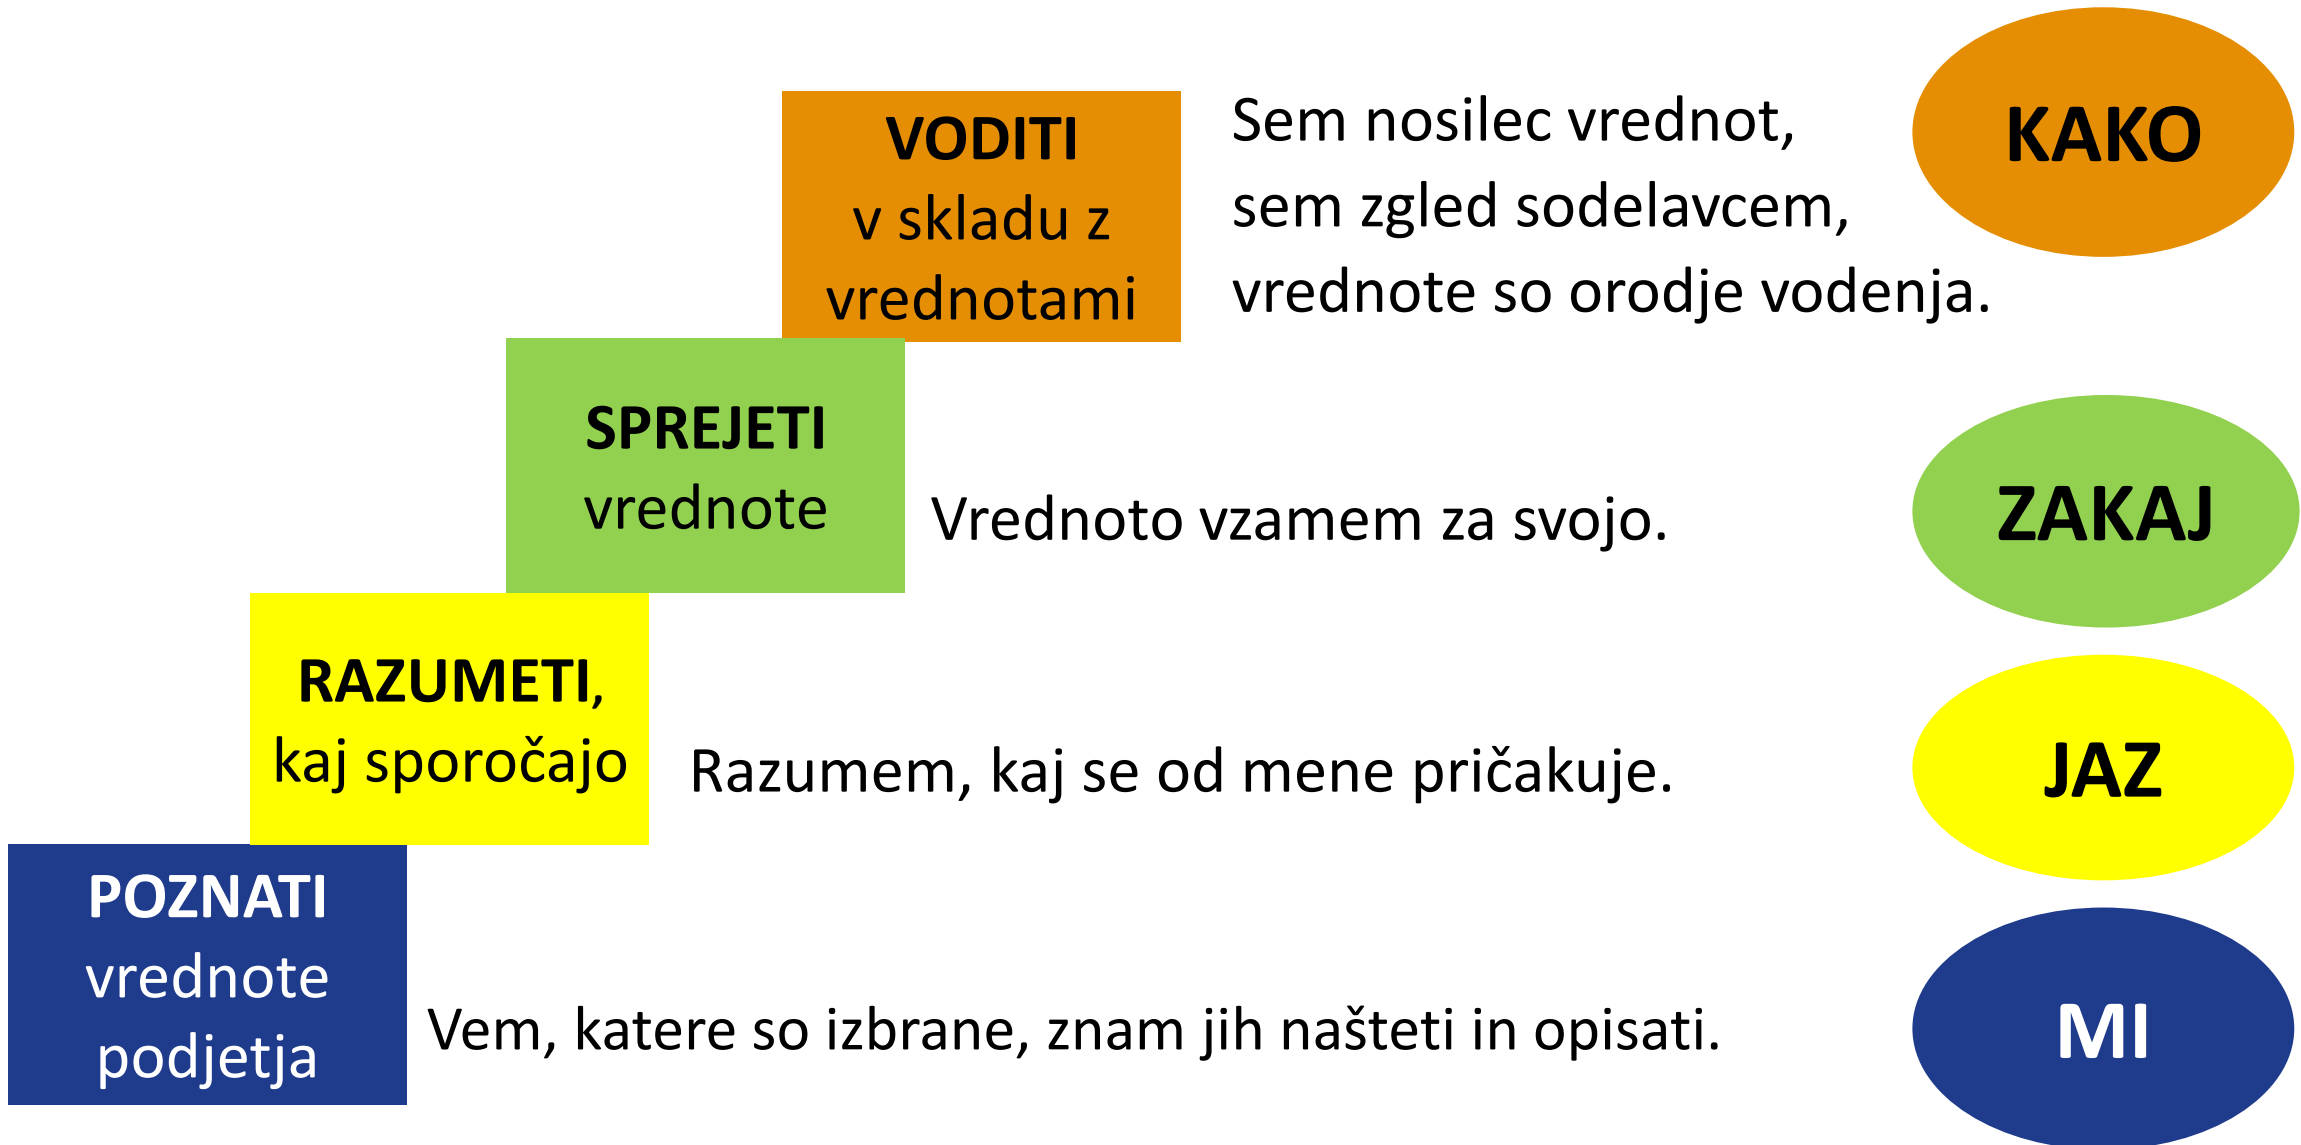 VODITI
v skladu z
vrednotami
Sem nosilec vrednot,
sem zgled sodelavcem,
vrednote so orodje vodenja.
KAKO
SPREJETI
vrednote
Vrednoto vzamem za svojo.
ZAKAJ
RAZUMETI,
kaj sporočajo
Razumem, kaj se od mene pričakuje.
JAZ
POZNATI
vrednote
podjetja
Vem, katere so izbrane, znam jih našteti in opisati.
MI